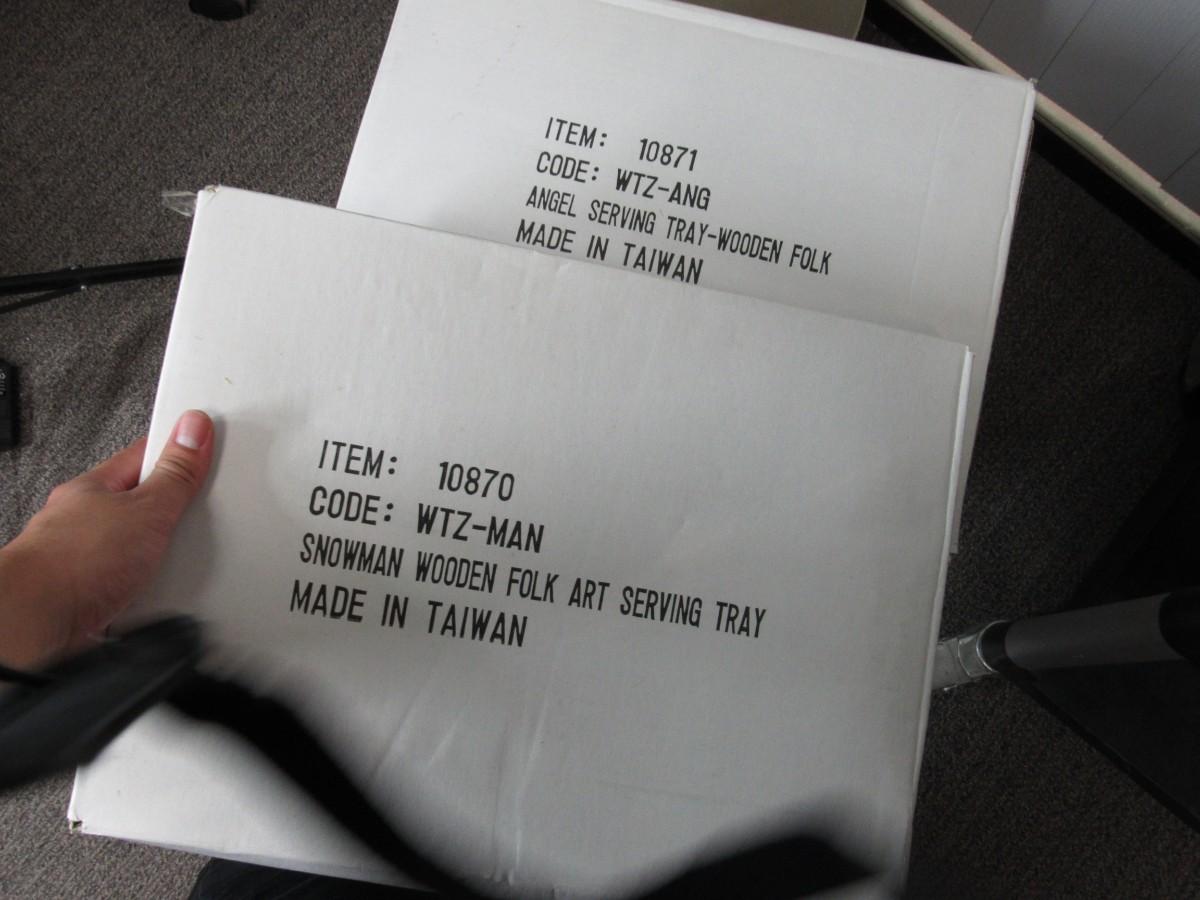 ITEM: 10871
CODE: WTZ-ANG
ANGEL SERVING TRAY-WOODEN FOLK
MADE IN TAIWAN
ITEM: 10870
CODE: WTZ-MAN
SNOWMAN WOODEN FOLK ART SERVING TRAY
MADE IN TAIWAN